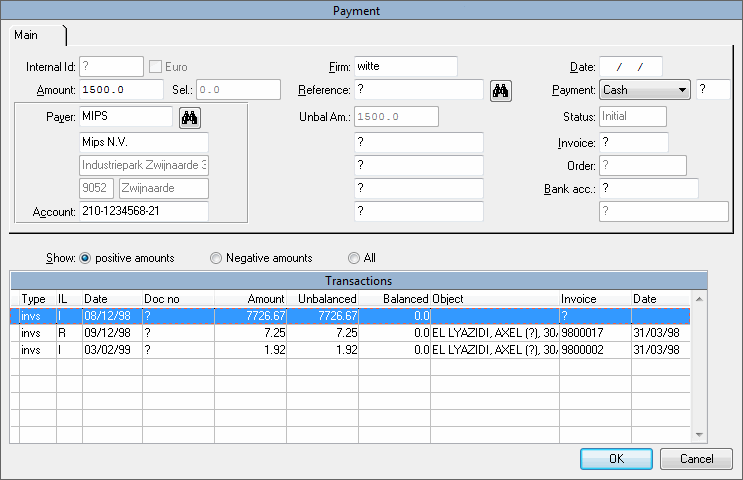 Payment
Main
Internal Id: ? Euro Firm: witte Date: / /
Amount: 1500.0 Sel.: 0.0 Reference: ? Payment: Cash ?
Payer: MIPS Unbal Am.: 1500.0 Status: Initial
Mips N.V. ? Invoice: ?
Industriepark Zwijnaarde 3 ? Order: ?
9052 Zwijnaarde ? Bank acc.: ?
Account: 210-1234568-21 ? ?
Show: positive amounts Negative amounts All
Transactions
Type IL Date Doc no Amount Unbalanced Balanced Object Invoice Date
invs I 08/12/98 ? 7726.67 7726.67 0.0 ?
invs R 09/12/98 ? 7.25 7.25 0.0 EL LYAZIDI, AXEL (?), 30/ 9800017 31/03/98
invs I 03/02/99 ? 1.92 1.92 0.0 EL LYAZIDI, AXEL (?), 30/ 9800002 31/03/98
OK Cancel